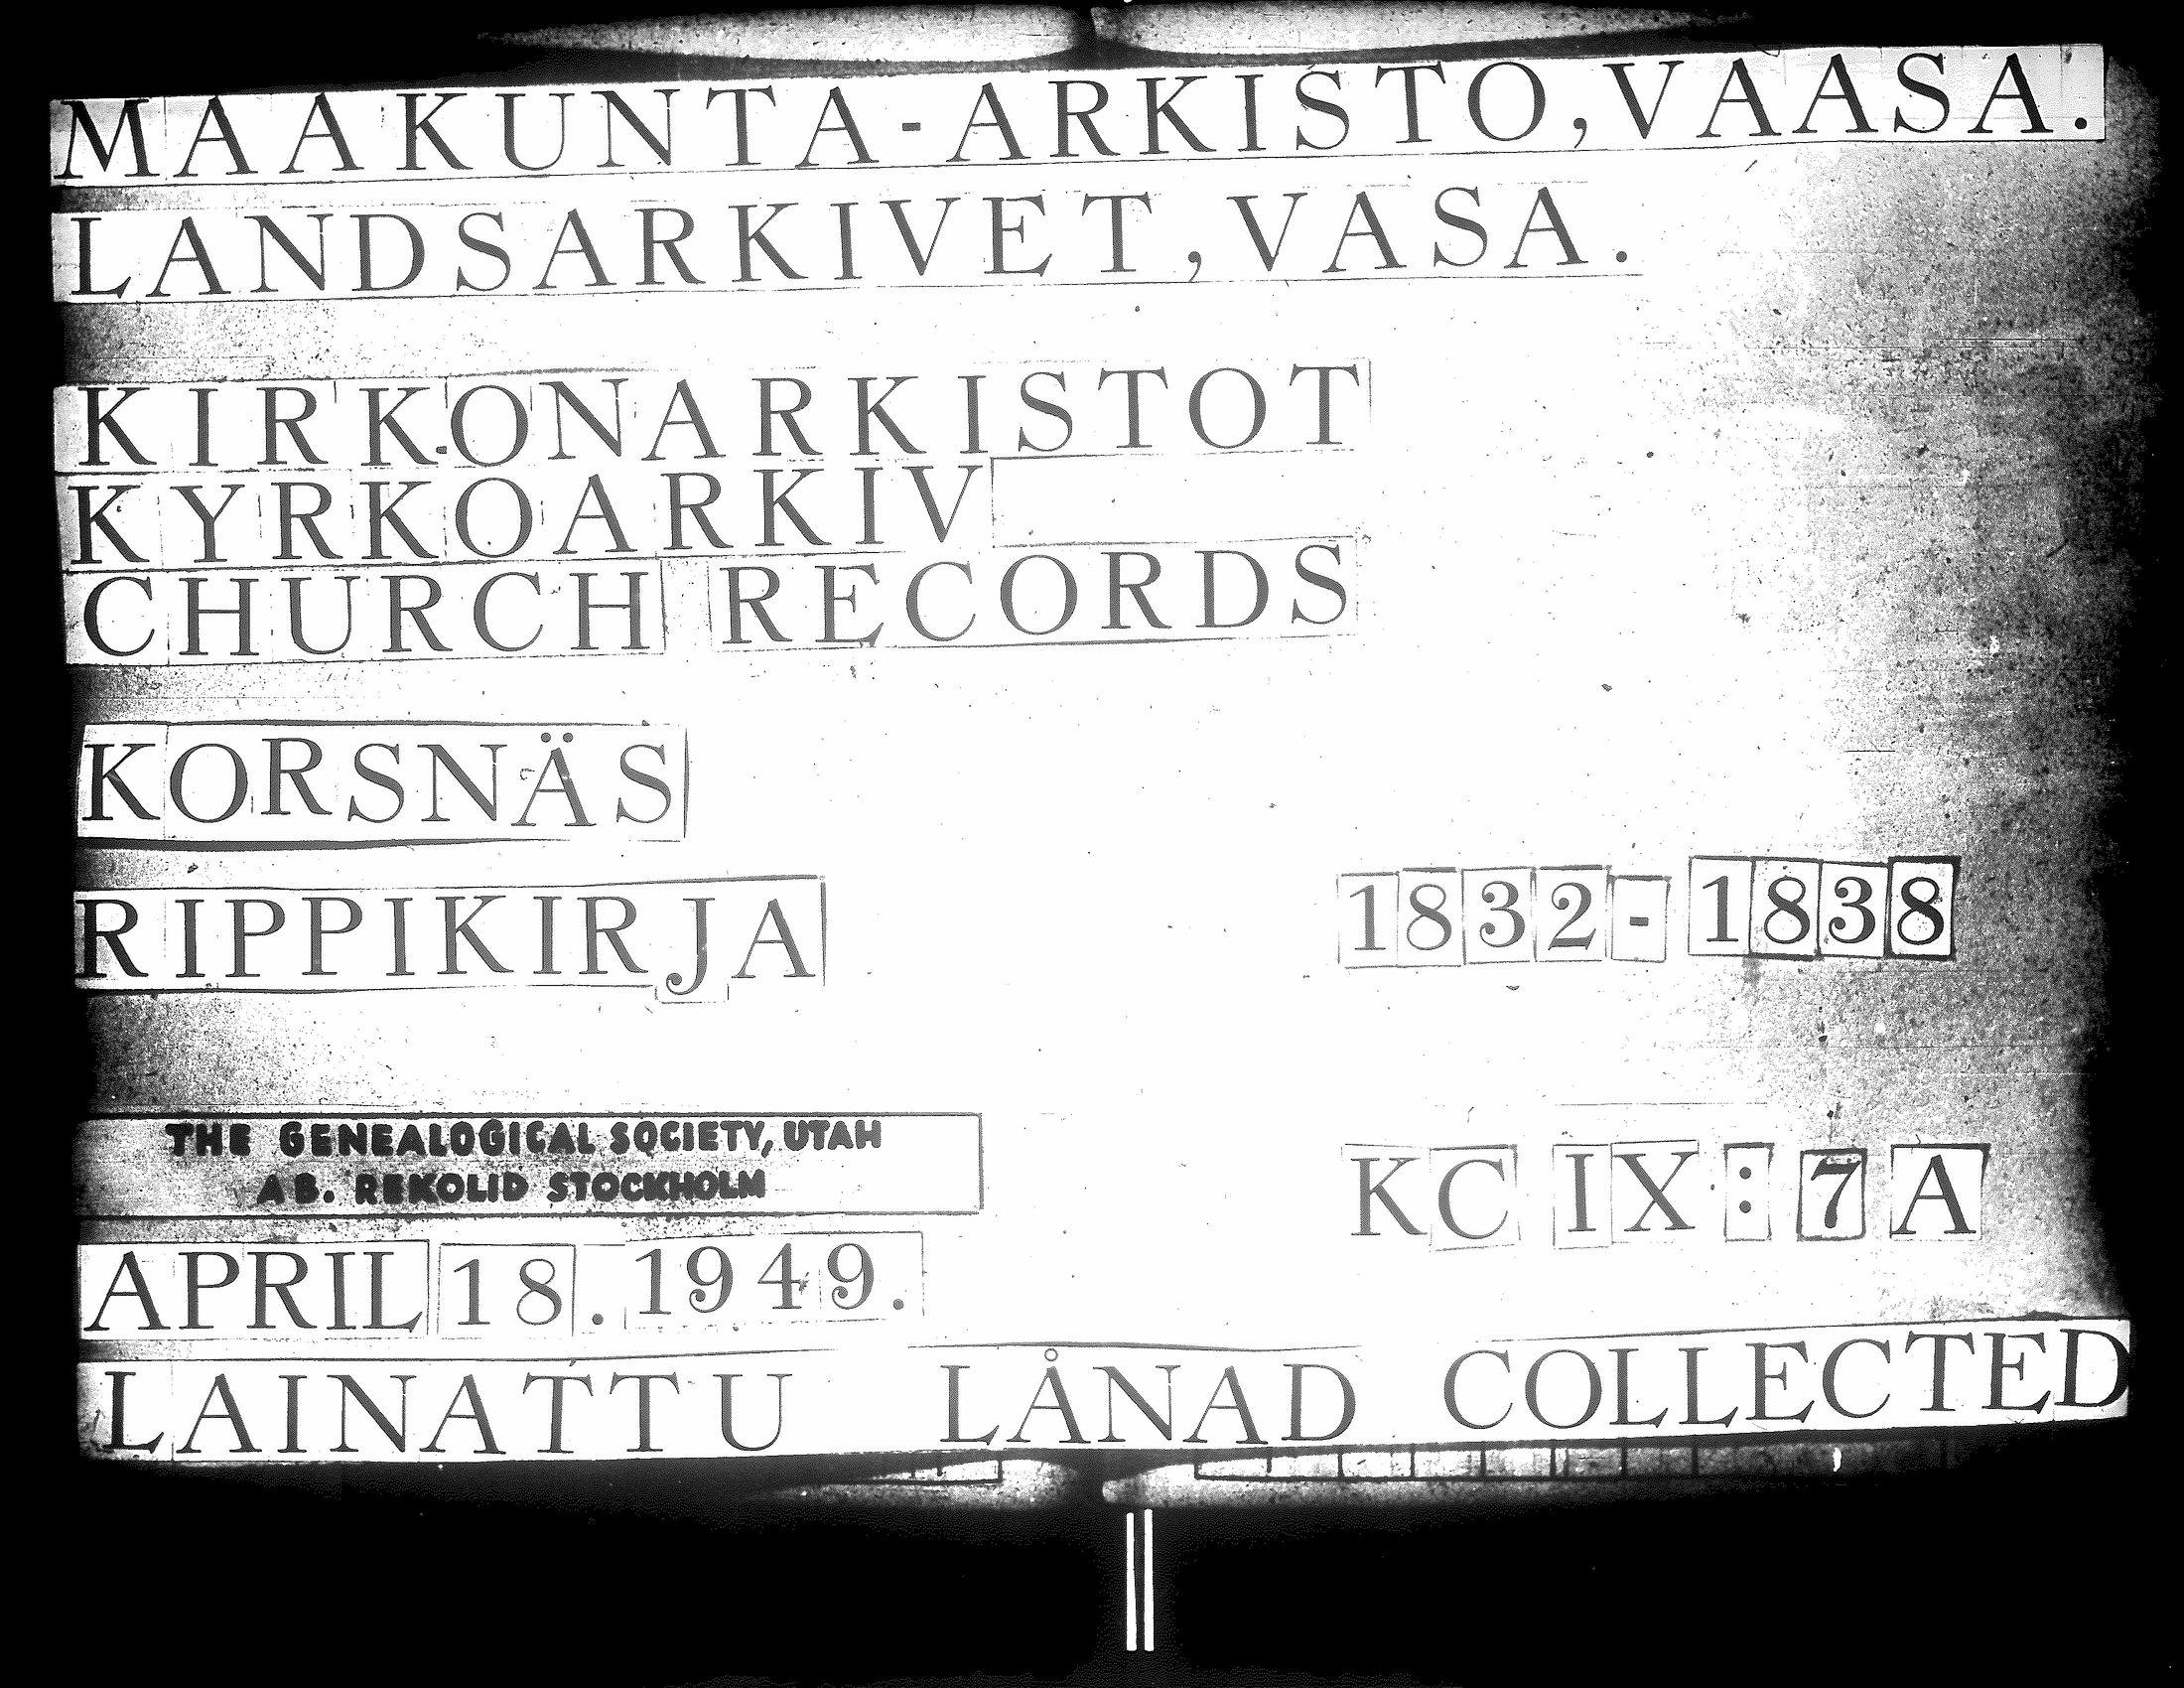 MAAKUNTA-ARKISTO, VAASA.
LANDSARKIVET, VASA.
KIRKONARKISTOT
KYRKOARKIV
CHURCH RECORDS
KORSNÄS
RIPPIKIRJA 1832-1838
THE GENEALOGICAL SOCIETY, UTAH
AB. REKOLID STOCKHOLM
KC IX:7A
APRIL 18. 1949.
LAINATTU LÅNAD COLLECTED